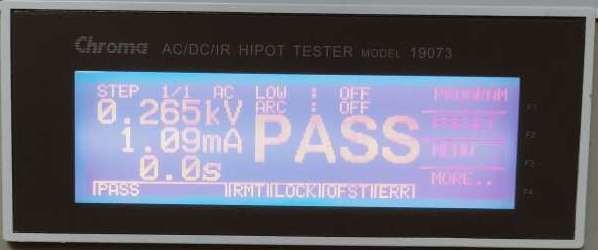 Chroma AC/DC/IR HIPOT TESTER MODEL 19073
STEP 1/1 AC LOW : OFF
ARC : OFF
0.265kV
1.09mA
0.0s
PASS
PROGRAM
PRESET
MENU
MORE..
F1
F2
F3
F4
PASS RMT LOCK OFST ERR